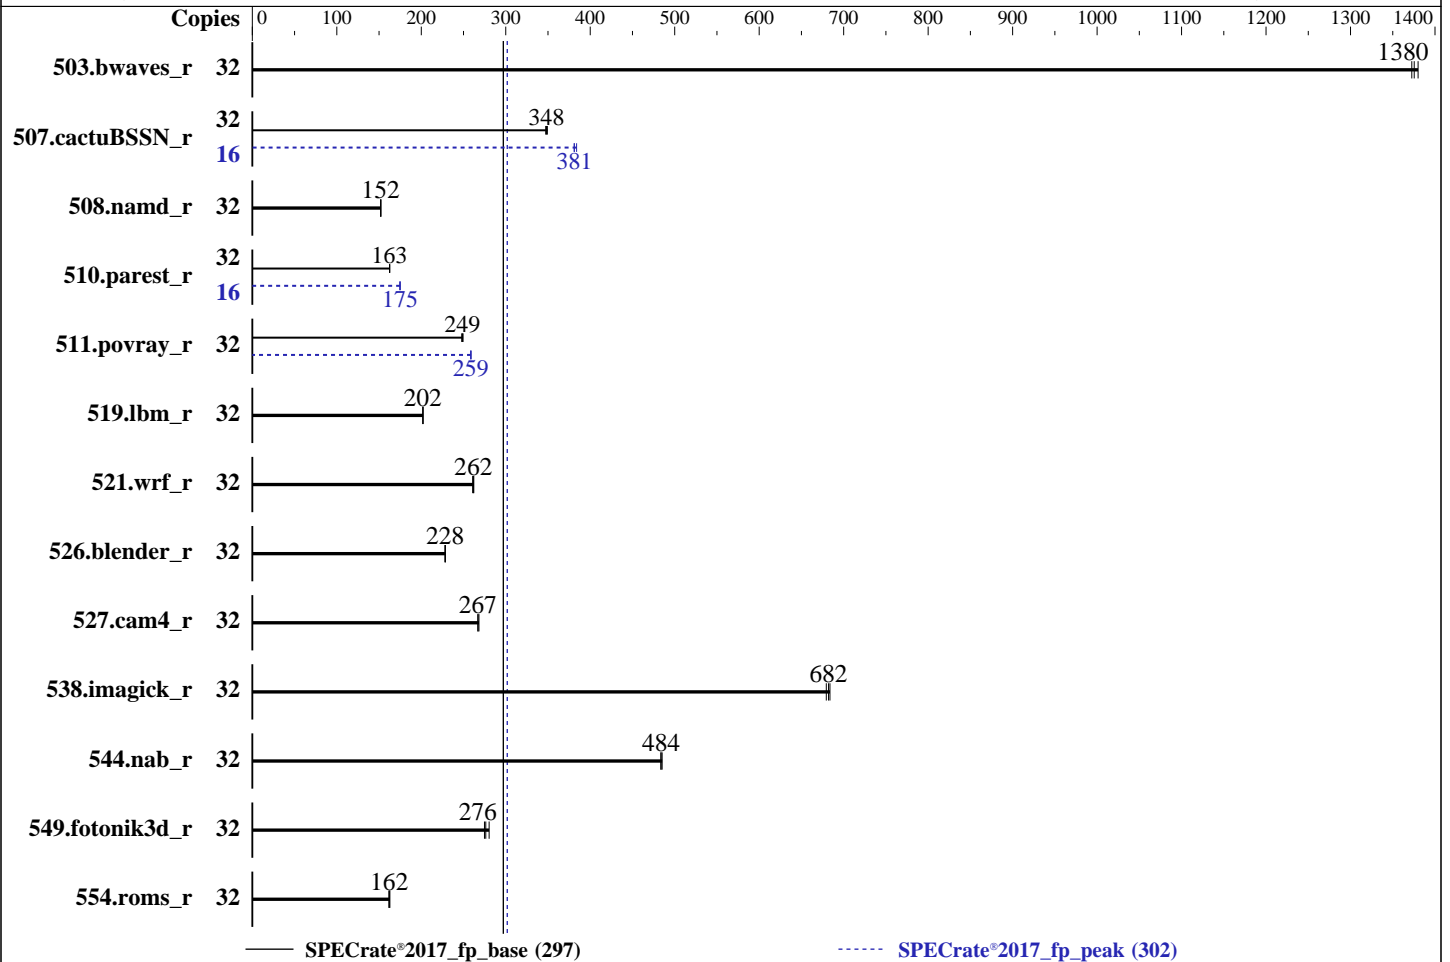 Copies 0 100 200 300 400 500 600 700 800 900 1000 1100 1200 1300 1400
503.bwaves_r 32 1380
507.cactuBSSN_r 32 348
16 381
508.namd_r 32 152
510.parest_r 32 163
16 175
511.povray_r 32 249
259
519.lbm_r 32 202
521.wrf_r 32 262
526.blender_r 32 228
527.cam4_r 32 267
538.imagick_r 32 682
544.nab_r 32 484
549.fotonik3d_r 32 276
554.roms_r 32 162
SPECrate®2017_fp_base (297) SPECrate®2017_fp_peak (302)